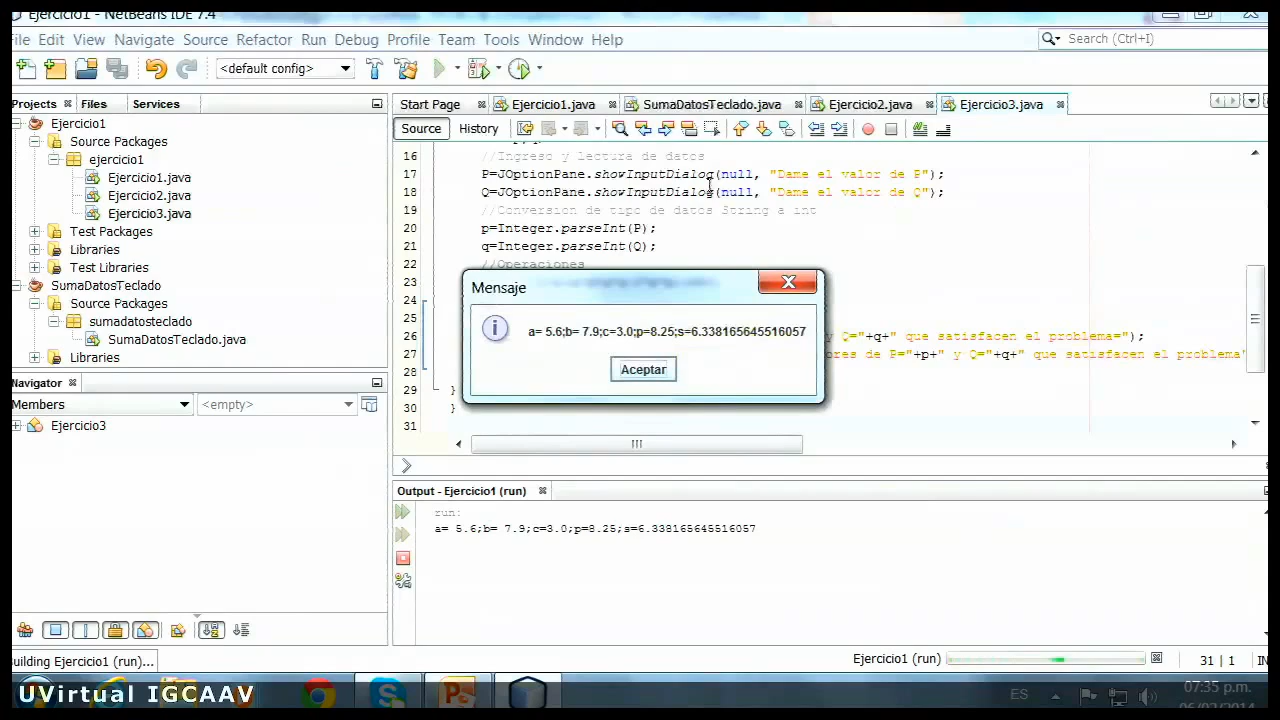 Ejercicio1 - NetBeans IDE 7.4
File Edit View Navigate Source Refactor Run Debug Profile Team Tools Window Help
Search (Ctrl+I)
<default config>
Projects Files Services
Start Page Ejercicio1.java SumaDatosTeclado.java Ejercicio2.java Ejercicio3.java
Source History
Ejercicio1
Source Packages
ejercicio1
Ejercicio1.java
Ejercicio2.java
Ejercicio3.java
Test Packages
Libraries
Test Libraries
SumaDatosTeclado
Source Packages
sumadatosteclado
SumaDatosTeclado.java
Libraries
16 //Ingreso y lectura de datos
17 P=JOptionPane.showInputDialog(null, "Dame el valor de P");
18 Q=JOptionPane.showInputDialog(null, "Dame el valor de Q");
19 //Conversion de tipo de datos String a int
20 p=Integer.parseInt(P);
21 q=Integer.parseInt(Q);
22 //Operaciones
23
24
25
26 y Q="+q+" que satisfacen el problema=");
27 ores de P="+p+" y Q="+q+" que satisfacen el problema"
28
29 }
30 }
31
Mensaje
a= 5.6;b= 7.9;c=3.0;p=8.25;s=6.338165645516057
Aceptar
Navigator
Members <empty>
Ejercicio3
Output - Ejercicio1 (run)
run:
a= 5.6;b= 7.9;c=3.0;p=8.25;s=6.338165645516057
uilding Ejercicio1 (run)...
Ejercicio1 (run)
31 | 1
IN
UVirtual IGCAAV
ES
07:35 p.m.
06/02/2014